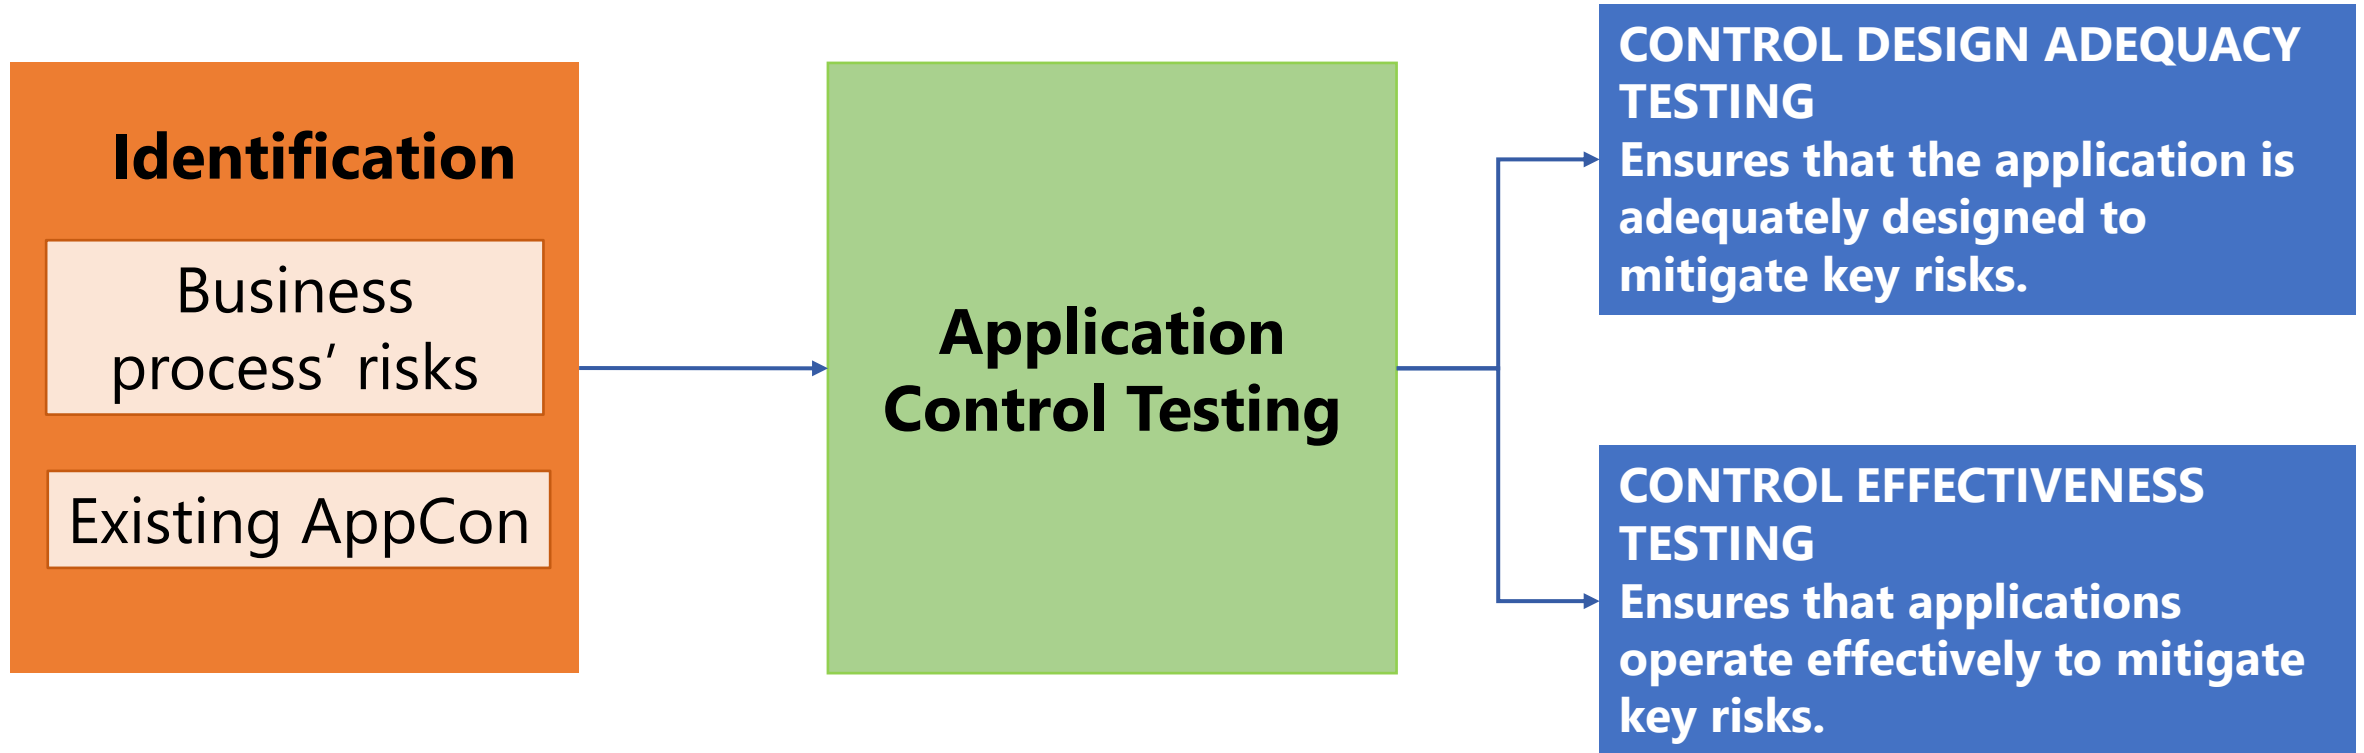 Identification
Business
process’ risks
Existing AppCon
Application
Control Testing
CONTROL DESIGN ADEQUACY
TESTING
Ensures that the application is
adequately designed to
mitigate key risks.
CONTROL EFFECTIVENESS
TESTING
Ensures that applications
operate effectively to mitigate
key risks.